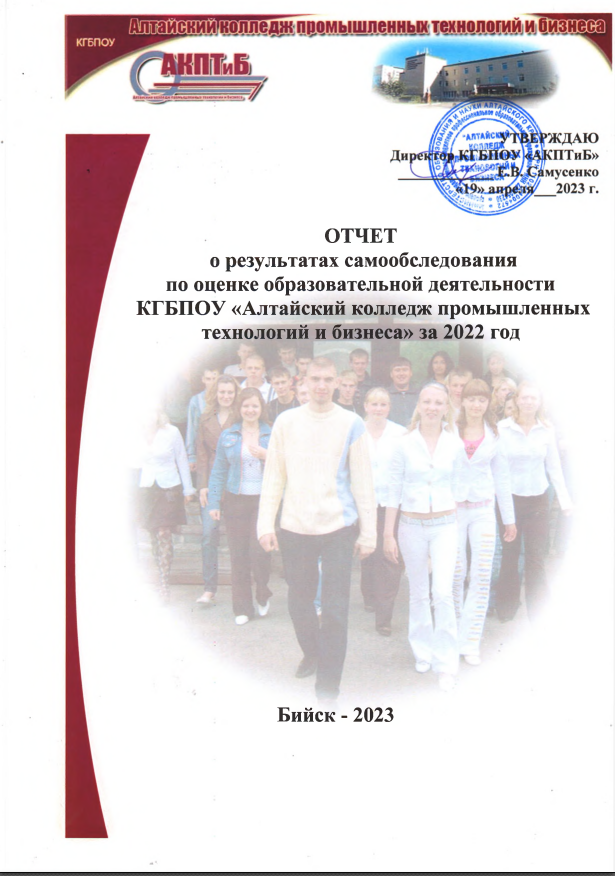 Алтайский колледж промышленных технологий и бизнеса
КГБПОУ
АКПТиБ
УТВЕРЖДАЮ
Директор КГБПОУ «АКПТиБ»
Е.В. Самусенко
«19» апреля 2023 г.
ОТЧЕТ
о результатах самообследования
по оценке образовательной деятельности
КГБПОУ «Алтайский колледж промышленных
технологий и бизнеса» за 2022 год
Бийск - 2023